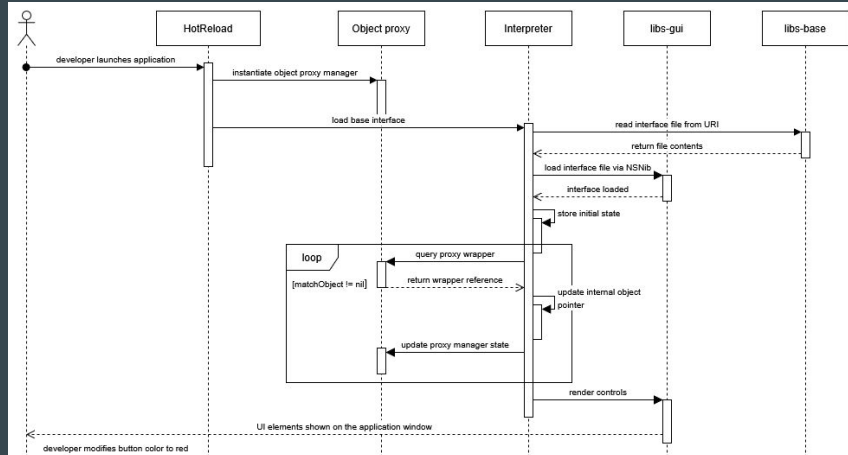 HotReload
Object proxy
Interpreter
libs-gui
libs-base
developer launches application
instantiate object proxy manager
load base interface
read interface file from URI
return file contents
load interface file via NSNib
interface loaded
store initial state
loop
query proxy wrapper
[matchObject != nil]
return wrapper reference
update internal object
pointer
update proxy manager state
render controls
UI elements shown on the application window
developer modifies button color to red